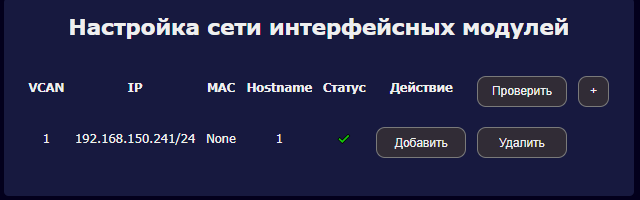 Настройка сети интерфейсных модулей
VCAN IP MAC Hostname Статус Действие Проверить +
1 192.168.150.241/24 None 1 Добавить Удалить